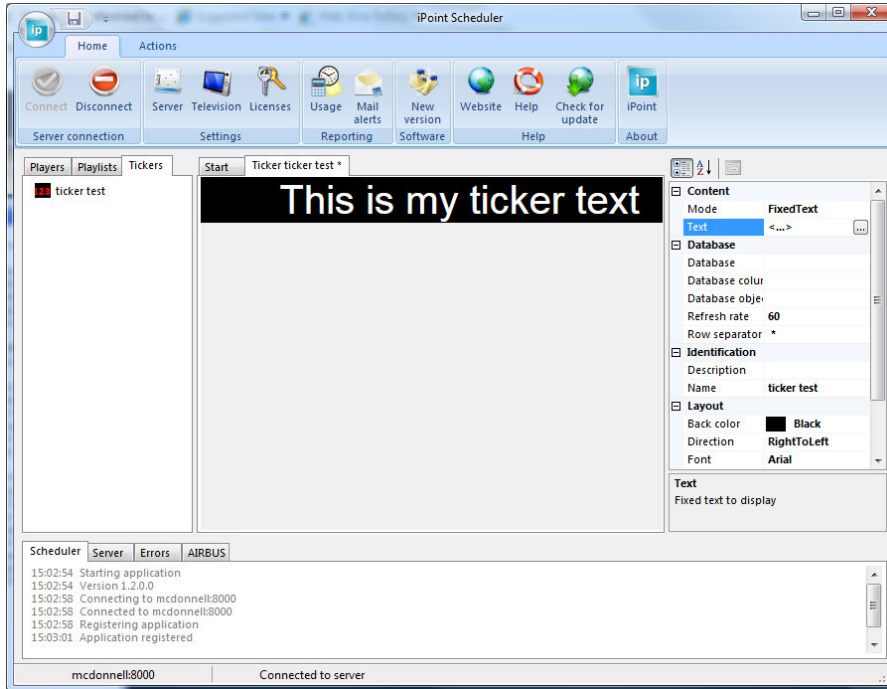 ip
iPoint Scheduler
Home Actions
Connect Disconnect Server Television Licenses Usage Mail alerts New version Website Help Check for update ip iPoint
Server connection Settings Reporting Software Help About
Players Playlists Tickers
Start Ticker ticker test *
123 ticker test
This is my ticker text
Content
Mode FixedText
Text <...> ...
Database
Database
Database colur
Database obje
Refresh rate 60
Row separator *
Identification
Description
Name ticker test
Layout
Back color Black
Direction RightToLeft
Font Arial
Text
Fixed text to display
Scheduler Server Errors AIRBUS
15:02:54 Starting application
15:02:54 Version 1.2.0.0
15:02:58 Connecting to mcdonnell:8000
15:02:58 Connected to mcdonnell:8000
15:02:58 Registering application
15:03:01 Application registered
mcdonnell:8000 Connected to server